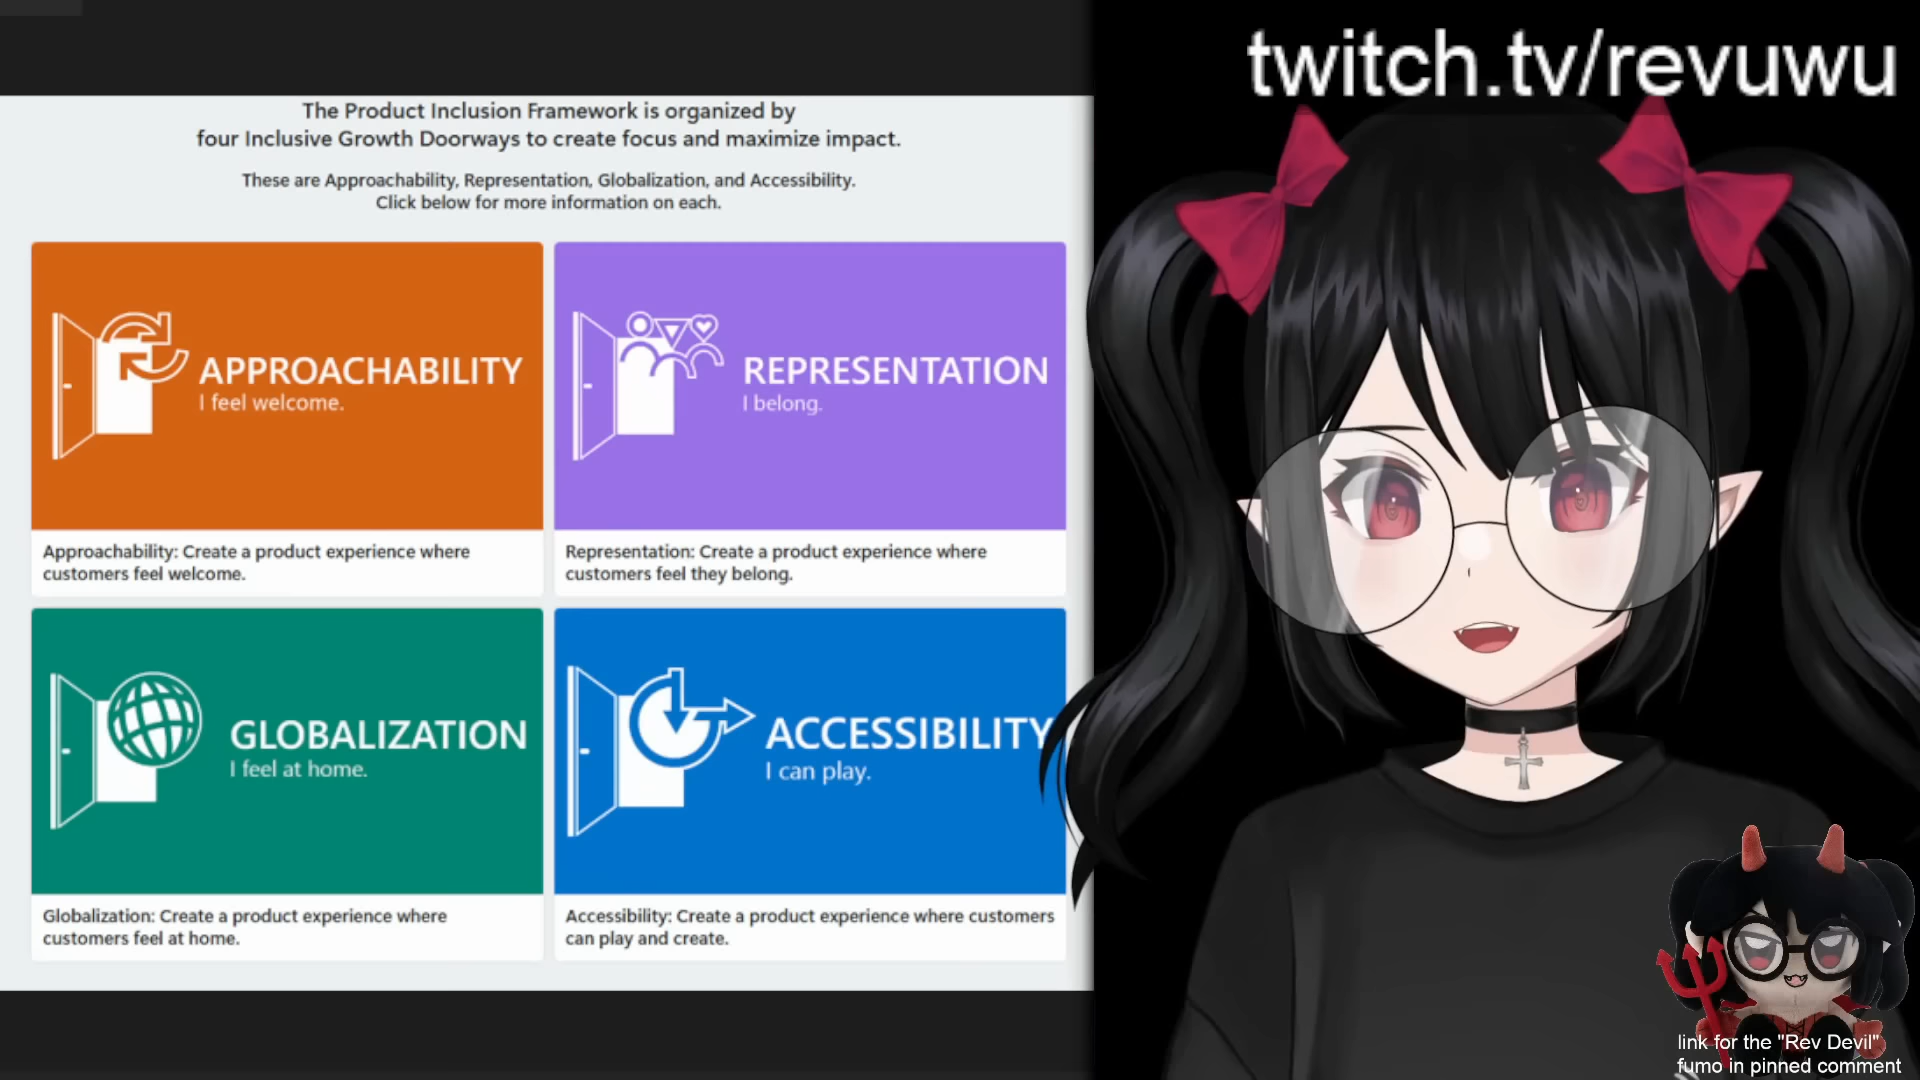 twitch.tv/revuwu
The Product Inclusion Framework is organized by
four Inclusive Growth Doorways to create focus and maximize impact.
These are Approachability, Representation, Globalization, and Accessibility.
Click below for more information on each.
APPROACHABILITY
I feel welcome.
Approachability: Create a product experience where
customers feel welcome.
REPRESENTATION
I belong.
Representation: Create a product experience where
customers feel they belong.
GLOBALIZATION
I feel at home.
Globalization: Create a product experience where
customers feel at home.
ACCESSIBILITY
I can play.
Accessibility: Create a product experience where customers
can play and create.
link for the "Rev Devil"
fumo in pinned comment